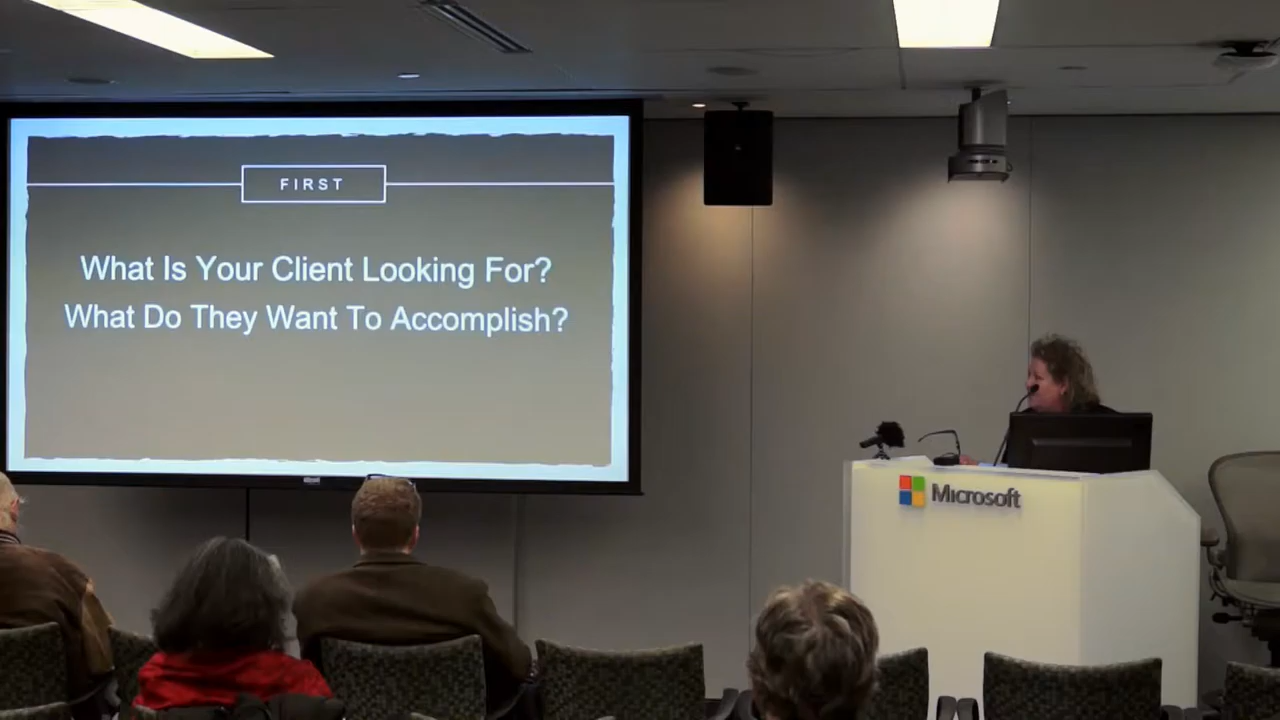 FIRST
What Is Your Client Looking For?
What Do They Want To Accomplish?
Microsoft